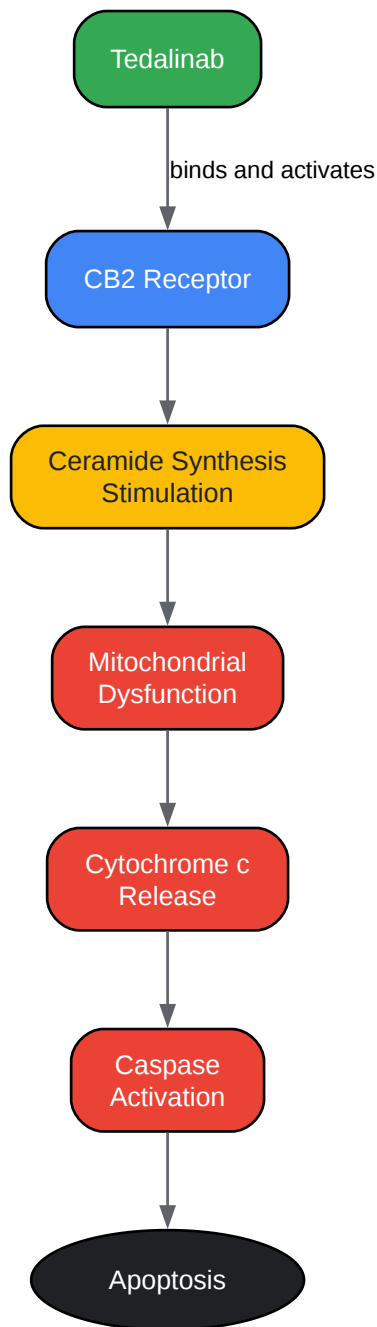 Tedalinab
binds and activates
CB2 Receptor
Ceramide Synthesis
Stimulation
Mitochondrial
Dysfunction
Cytochrome c
Release
Caspase
Activation
Apoptosis